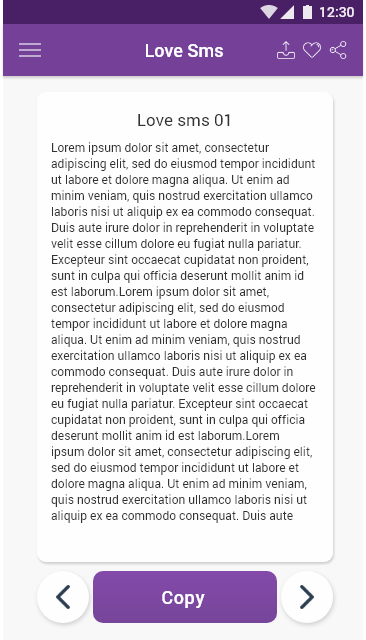 12:30
Love Sms
Love sms 01
Lorem ipsum dolor sit amet, consectetur
adipiscing elit, sed do eiusmod tempor incididunt
ut labore et dolore magna aliqua. Ut enim ad
minim veniam, quis nostrud exercitation ullamco
laboris nisi ut aliquip ex ea commodo consequat.
Duis aute irure dolor in reprehenderit in voluptate
velit esse cillum dolore eu fugiat nulla pariatur.
Excepteur sint occaecat cupidatat non proident,
sunt in culpa qui officia deserunt mollit anim id
est laborum.Lorem ipsum dolor sit amet,
consectetur adipiscing elit, sed do eiusmod
tempor incididunt ut labore et dolore magna
aliqua. Ut enim ad minim veniam, quis nostrud
exercitation ullamco laboris nisi ut aliquip ex ea
commodo consequat. Duis aute irure dolor in
reprehenderit in voluptate velit esse cillum dolore
eu fugiat nulla pariatur. Excepteur sint occaecat
cupidatat non proident, sunt in culpa qui officia
deserunt mollit anim id est laborum.Lorem
ipsum dolor sit amet, consectetur adipiscing elit,
sed do eiusmod tempor incididunt ut labore et
dolore magna aliqua. Ut enim ad minim veniam,
quis nostrud exercitation ullamco laboris nisi ut
aliquip ex ea commodo consequat. Duis aute
Copy